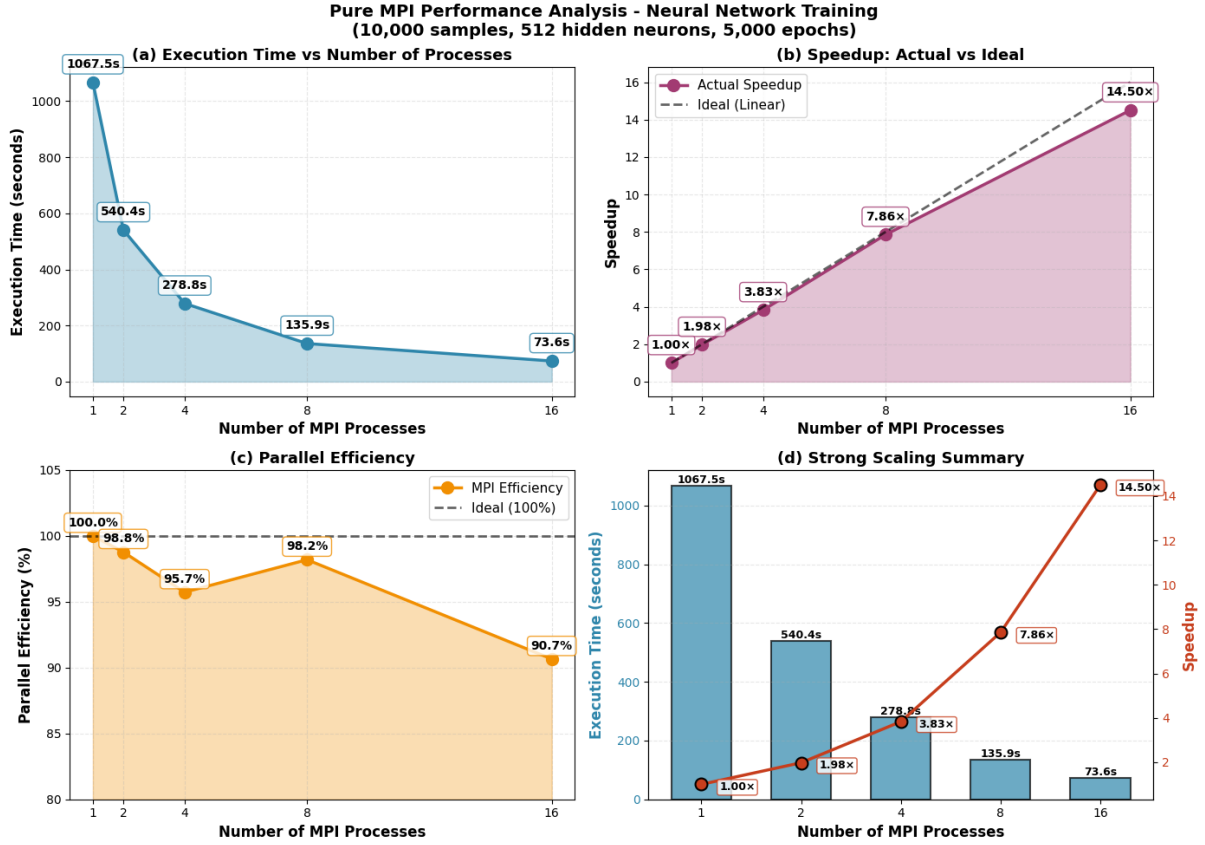 Pure MPI Performance Analysis - Neural Network Training
(10,000 samples, 512 hidden neurons, 5,000 epochs)
(a) Execution Time vs Number of Processes
Execution Time (seconds)
1000
800
600
400
200
0
1067.5s
540.4s
278.8s
135.9s
73.6s
1 2 4 8 16
Number of MPI Processes
(b) Speedup: Actual vs Ideal
Actual Speedup
Ideal (Linear)
Speedup
16
14
12
10
8
6
4
2
0
1.00×
1.98×
3.83×
7.86×
14.50×
1 2 4 8 16
Number of MPI Processes
(c) Parallel Efficiency
MPI Efficiency
Ideal (100%)
Parallel Efficiency (%)
105
100
95
90
85
80
100.0%
98.8%
95.7%
98.2%
90.7%
1 2 4 8 16
Number of MPI Processes
(d) Strong Scaling Summary
Execution Time (seconds)
1000
800
600
400
200
0
1067.5s
540.4s
278.8s
135.9s
73.6s
1.00×
1.98×
3.83×
7.86×
14.50×
14
12
10
8
6
4
2
Speedup
1 2 4 8 16
Number of MPI Processes